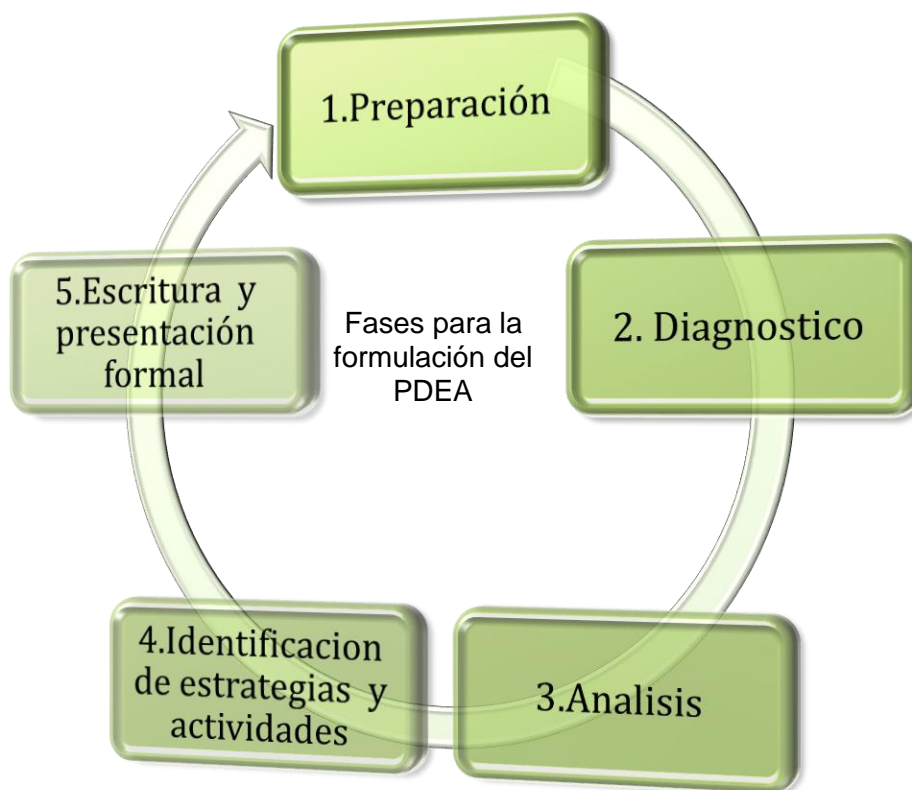 1.Preparación
2. Diagnostico
3.Analisis
4.Identificacion
de estrategias y
actividades
5.Escritura y
presentación
formal
Fases para la
formulación del
PDEA